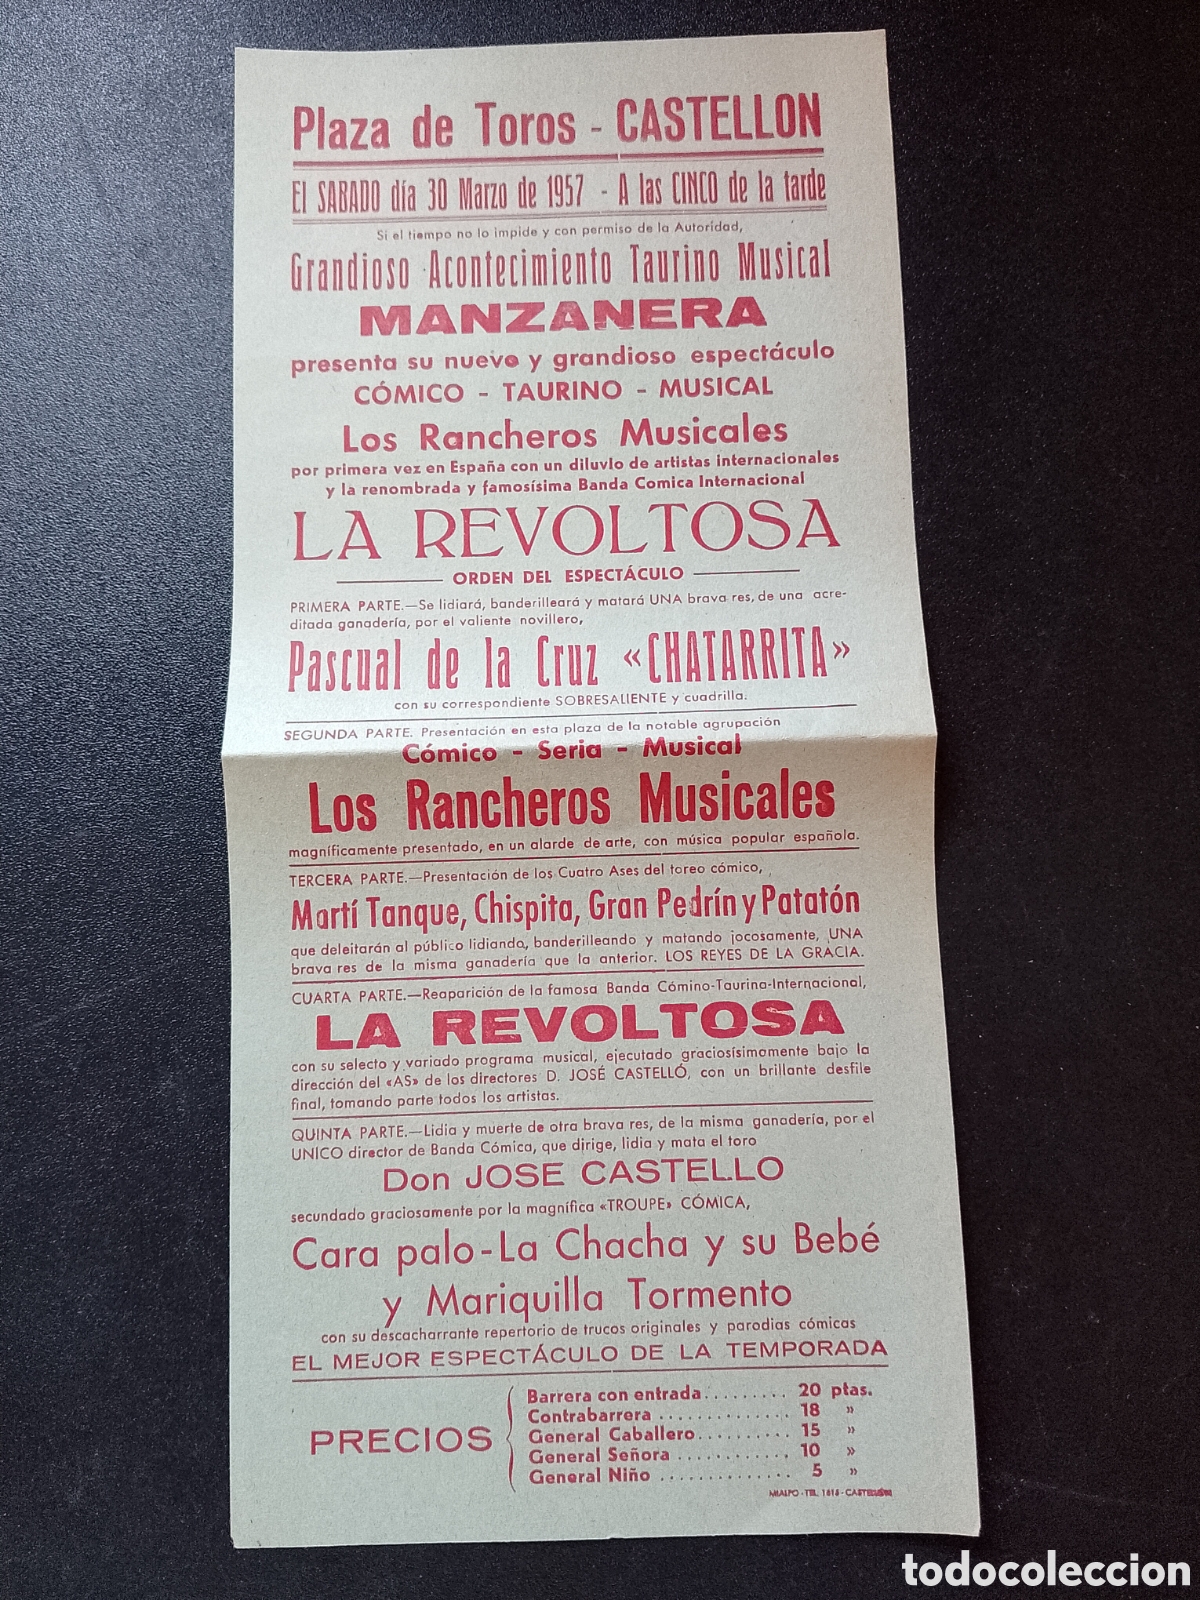 Plaza de Toros - CASTELLON
El SABADO día 30 Marzo de 1957 - A las CINCO de la tarde
Si el tiempo no lo impide y con permiso de la Autoridad,
Grandioso Acontecimiento Taurino Musical
MANZANERA
presenta su nuevo y grandioso espectáculo
CÓMICO - TAURINO - MUSICAL
Los Rancheros Musicales
por primera vez en España con un diluvio de artistas internacionales
y la renombrada y famosísima Banda Comica Internacional
LA REVOLTOSA
ORDEN DEL ESPECTÁCULO
PRIMERA PARTE.—Se lidiará, banderilleará y matará UNA brava res, de una acre-
ditada ganadería, por el valiente novillero,
Pascual de la Cruz «CHATARRITA»
con su correspondiente SOBRESALIENTE y cuadrilla.
SEGUNDA PARTE. Presentación en esta plaza de la notable agrupación
Cómico - Seria - Musical
Los Rancheros Musicales
magníficamente presentado, en un alarde de arte, con música popular española.
TERCERA PARTE.—Presentación de los Cuatro Ases del toreo cómico,
Martí Tanque, Chispita, Gran Pedrín y Patatón
que deleitarán al público lidiando, banderilleando y matando jocosamente, UNA
brava res de la misma ganadería que la anterior. LOS REYES DE LA GRACIA.
CUARTA PARTE.—Reaparición de la famosa Banda Cómino-Taurina-Internacional,
LA REVOLTOSA
con su selecto y variado programa musical, ejecutado graciosísimamente bajo la
dirección del «AS» de los directores D. JOSÉ CASTELLÓ, con un brillante desfile
final, tomando parte todos los artistas.
QUINTA PARTE.—Lidia y muerte de otra brava res, de la misma ganadería, por el
UNICO director de Banda Cómica, que dirige, lidia y mata el toro
Don JOSE CASTELLO
secundado graciosamente por la magnífica «TROUPE» CÓMICA,
Cara palo-La Chacha y su Bebé
y Mariquilla Tormento
con su descacharrante repertorio de trucos originales y parodias cómicas
EL MEJOR ESPECTÁCULO DE LA TEMPORADA
PRECIOS
Barrera con entrada......... 20 ptas.
Contrabarrera ............. 18 »
General Caballero.......... 15 »
General Señora ............ 10 »
General Niño .............. 5 »
MIALFO - TEL. 1616 - CASTELLÓN
todocoleccion